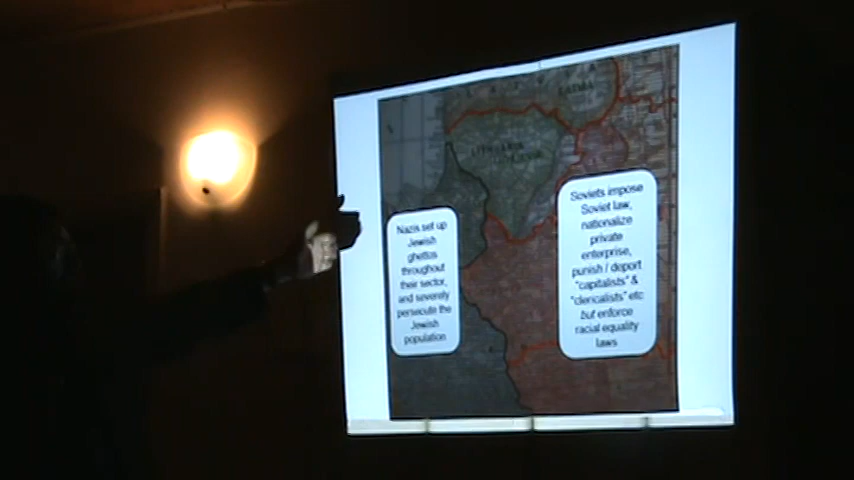 LATVIA
LITHUANIA
Nazis set up
Jewish
ghettos
throughout
their sector,
and severely
persecute the
Jewish
population
Soviets impose
Soviet law,
nationalize
private
enterprise,
punish / deport
"capitalists" &
"clericalists" etc
but enforce
racial equality
laws